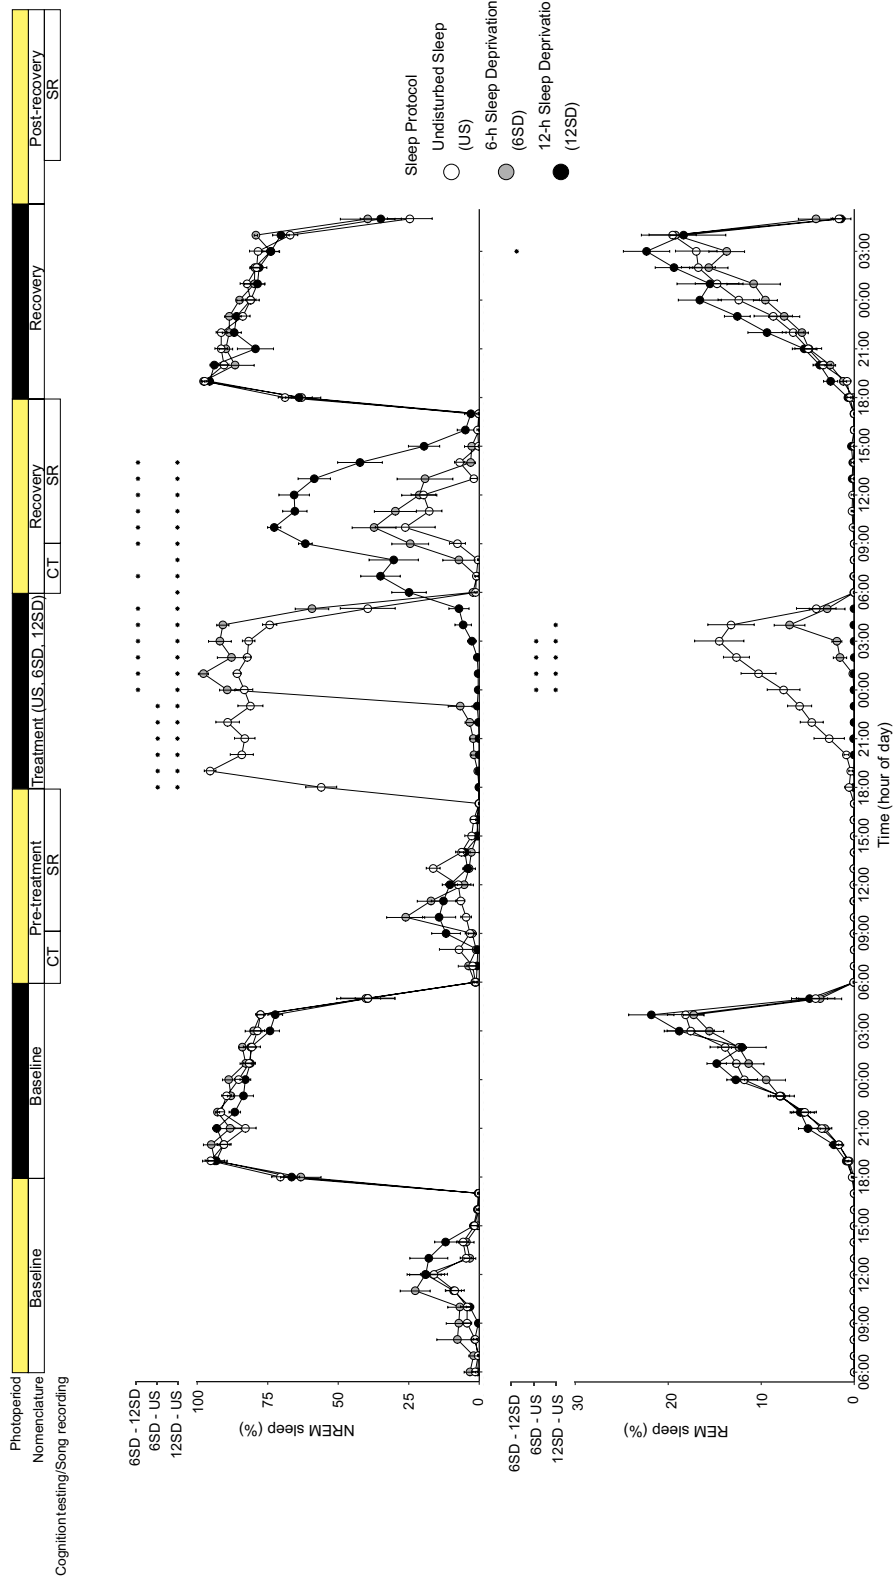 Photoperiod
Nomenclature
Baseline
Baseline
Pre-treatment
Treatment (US, 6SD, 12SD)
Recovery
Recovery
Post-recovery
Cognitiontesting/Song recording
CT
SR
CT
SR
SR
6SD - 12SD
6SD - US
12SD - US
100
75
50
25
0
NREM sleep (%)
Sleep Protocol
Undisturbed Sleep
(US)
6-h Sleep Deprivation
(6SD)
12-h Sleep Deprivatio
(12SD)
6SD - 12SD
6SD - US
12SD - US
30
20
10
0
REM sleep (%)
06:00 09:00 12:00 15:00 18:00 21:00 00:00 03:00 06:00 09:00 12:00 15:00 18:00 21:00 00:00 03:00 06:00 09:00 12:00 15:00 18:00 21:00 00:00 03:00
Time (hour of day)